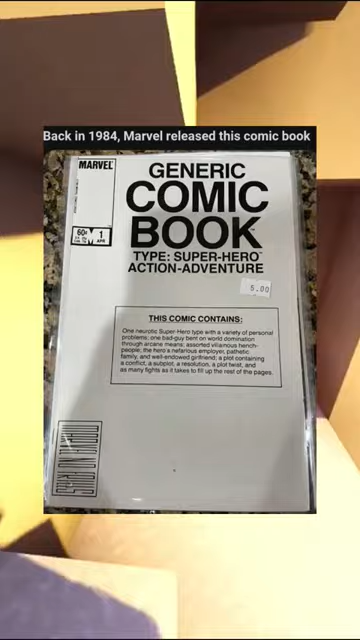 Back in 1984, Marvel released this comic book
MARVEL
GENERIC
COMIC
BOOK™
60¢
1
APR
TYPE: SUPER-HERO™
ACTION-ADVENTURE
5.00
THIS COMIC CONTAINS:
One neurotic Super-Hero type with a variety of personal
problems; one bad-guy bent on world domination
through arcane means; assorted villainous hench-
people; the hero's nefarious employer, pathetic
family, and well-endowed girlfriend; a plot containing
a conflict, a subplot, a resolution, a plot twist, and
as many fights as it takes to fill up the rest of the pages.